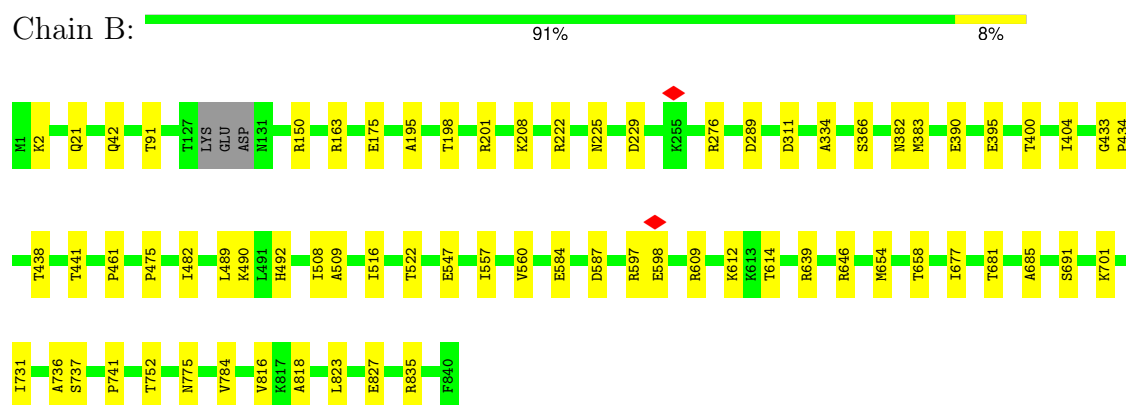 Chain B:
91% 8%
M1 K2 Q21 Q42 T91 T127 LYS GLU ASP N131 R150 R163 E175 A195 T198 R201 K208 R222 N225 D229 K255 R276 D289 D311 A334 S366 N382 M383 E390 E395 T400 I404 G433 P434
T438 T441 P461 P475 I482 L489 K490 L491 H492 I508 A509 I516 T522 E547 I557 V560 E584 D587 R597 E598 R609 K612 K613 T614 R639 R646 M654 T658 I677 T681 A685 S691 K701
I731 A736 S737 P741 T752 N775 V784 V816 K817 A818 L823 E827 R835 F840